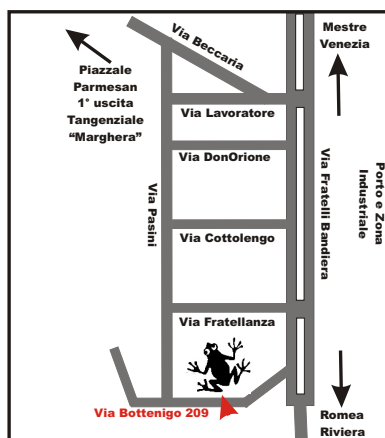 Mestre
Venezia
Via Beccaria
Piazzale
Parmesan
1° uscita
Tangenziale
“Marghera”
Via Lavoratore
Via DonOrione
Via Pasini
Via Fratelli Bandiera
Porto e Zona
Industriale
Via Cottolengo
Via Fratellanza
Via Bottenigo 209
Romea
Riviera